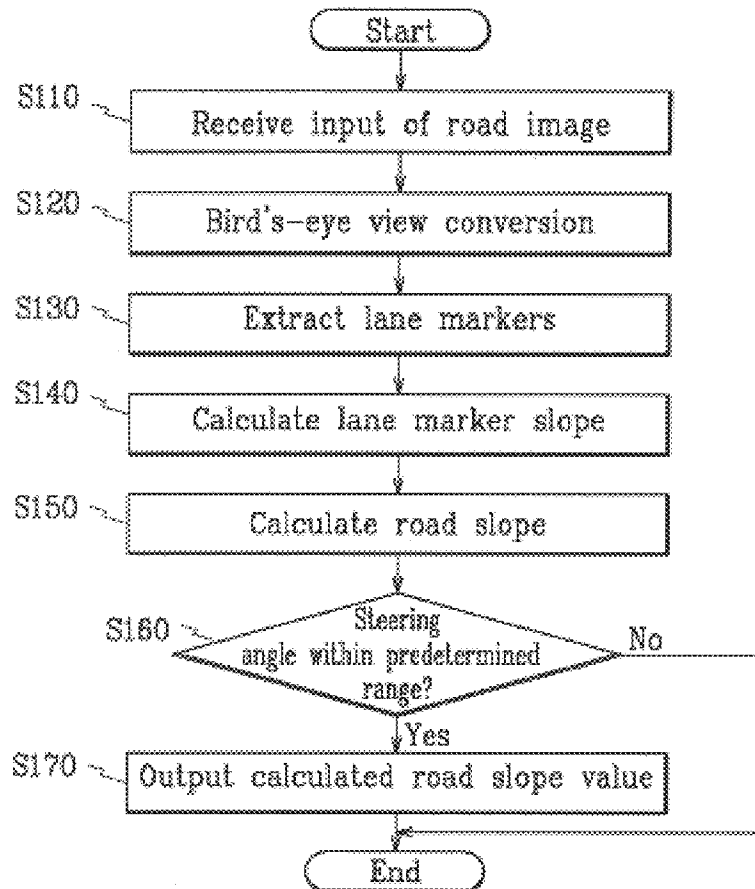 Start
S110
Receive input of road image
S120
Bird's-eye view conversion
S130
Extract lane markers
S140
Calculate lane marker slope
S150
Calculate road slope
S160
Steering
angle within predetermined
range?
No
Yes
S170
Output calculated road slope value
End